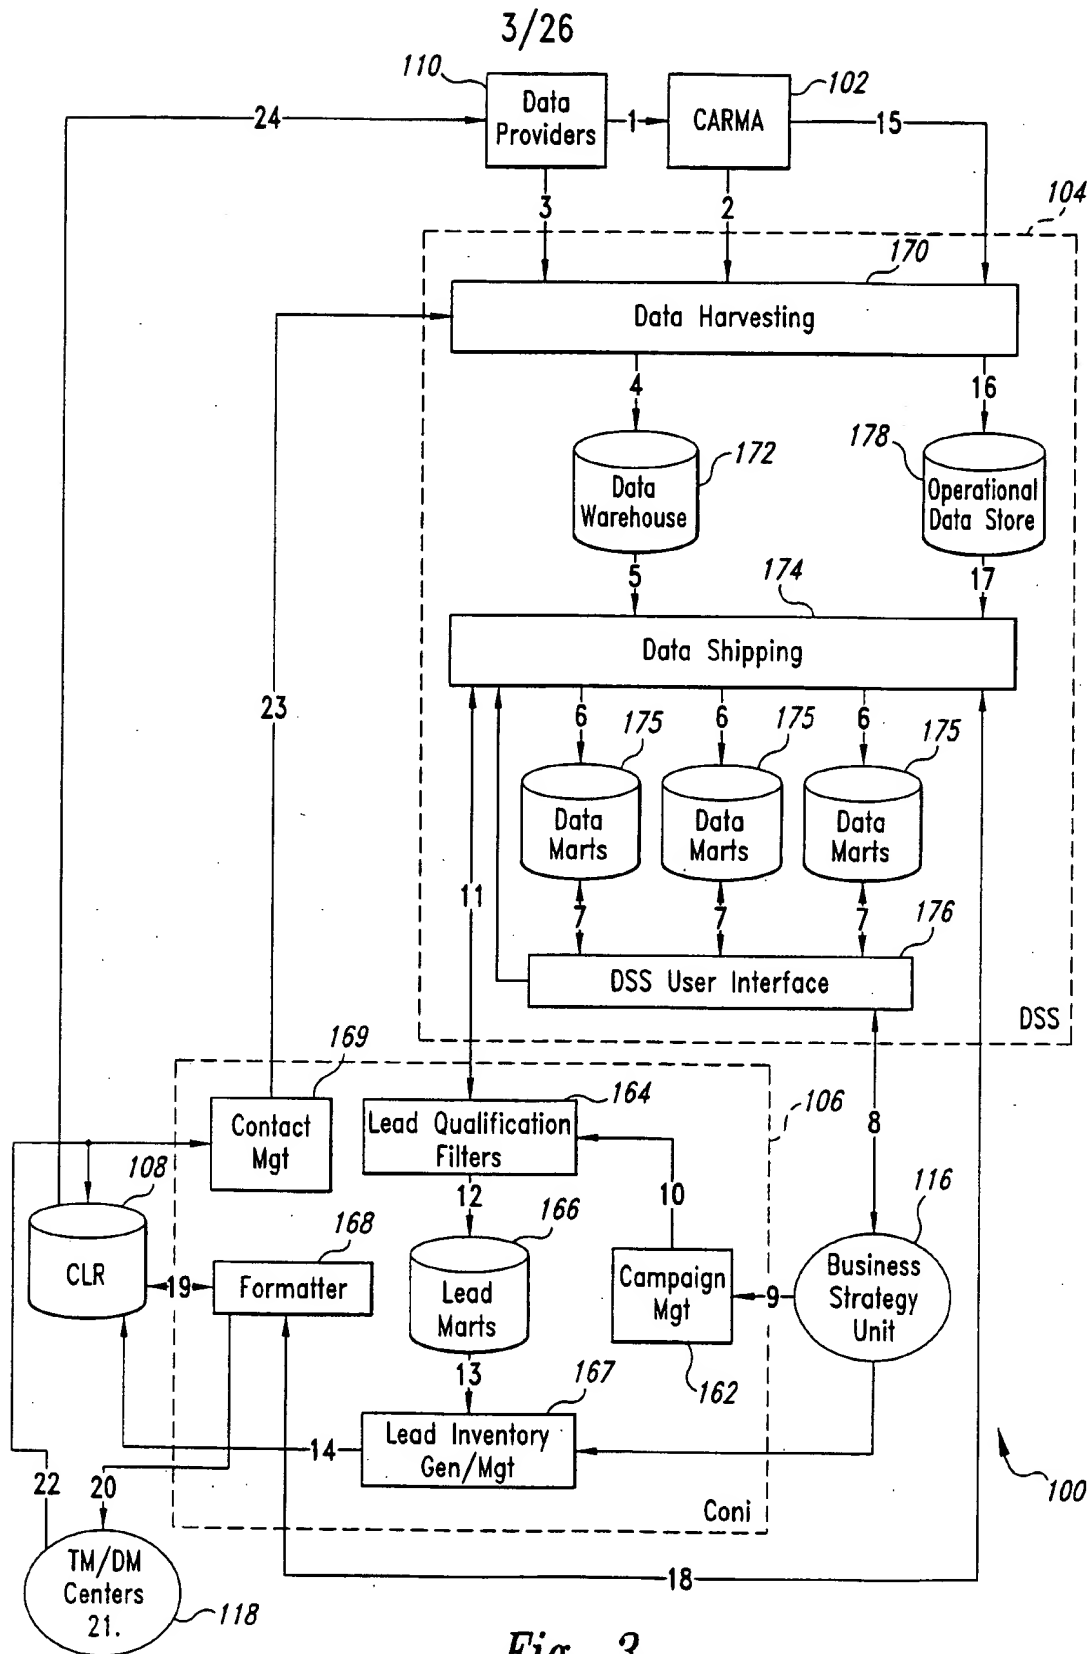 3/26
110
102
Data
Providers
CARMA
24
1
15
3
2
104
170
Data Harvesting
4
16
172
178
Data
Warehouse
Operational
Data Store
5
17
174
Data Shipping
23
6
6
6
175
175
175
Data
Marts
Data
Marts
Data
Marts
11
7
7
7
176
DSS User Interface
DSS
169
164
106
8
Contact
Mgt
Lead Qualification
Filters
108
12
10
116
168
166
CLR
19
Formatter
Lead
Marts
Campaign
Mgt
9
Business
Strategy
Unit
13
162
167
14
Lead Inventory
Gen/Mgt
22
20
Coni
100
TM/DM
Centers
21.
118
18
Fig. 3